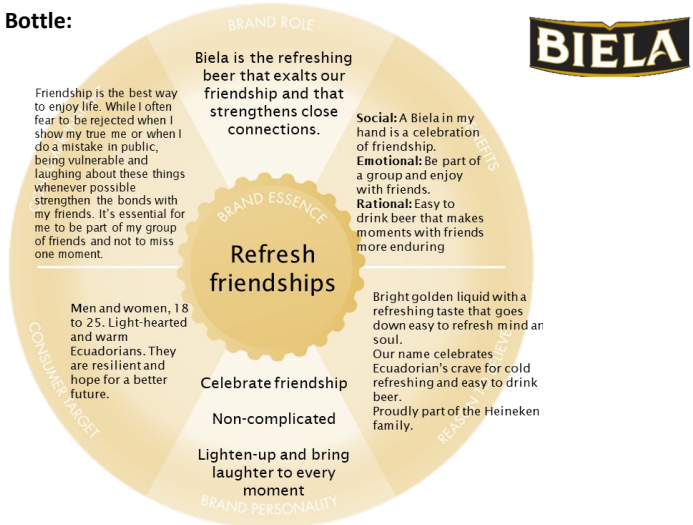 Bottle:
BIELA
BRAND ROLE
Biela is the refreshing
beer that exalts our
friendship and that
strengthens close
connections.
Friendship is the best way
to enjoy life. While I often
fear to be rejected when I
show my true me or when I
do a mistake in public,
being vulnerable and
laughing about these things
whenever possible
strengthen the bonds with
my friends. It's essential for
me to be part of my group
of friends and not to miss
one moment.
Social: A Biela in my
hand is a celebration
of friendship.
Emotional: Be part of
a group and enjoy
with friends.
Rational: Easy to
drink beer that makes
moments with friends
more enduring
BRAND ESSENCE
Refresh
friendships
CONSUMER TARGET
Men and women, 18
to 25. Light-hearted
and warm
Ecuadorians. They
are resilient and
hope for a better
future.
Bright golden liquid with a
refreshing taste that goes
down easy to refresh mind an
soul.
Our name celebrates
Ecuadorian's crave for cold
refreshing and easy to drink
beer.
Proudly part of the Heineken
family.
REASON
Celebrate friendship
Non-complicated
Lighten-up and bring
laughter to every
moment
BRAND PERSONALITY